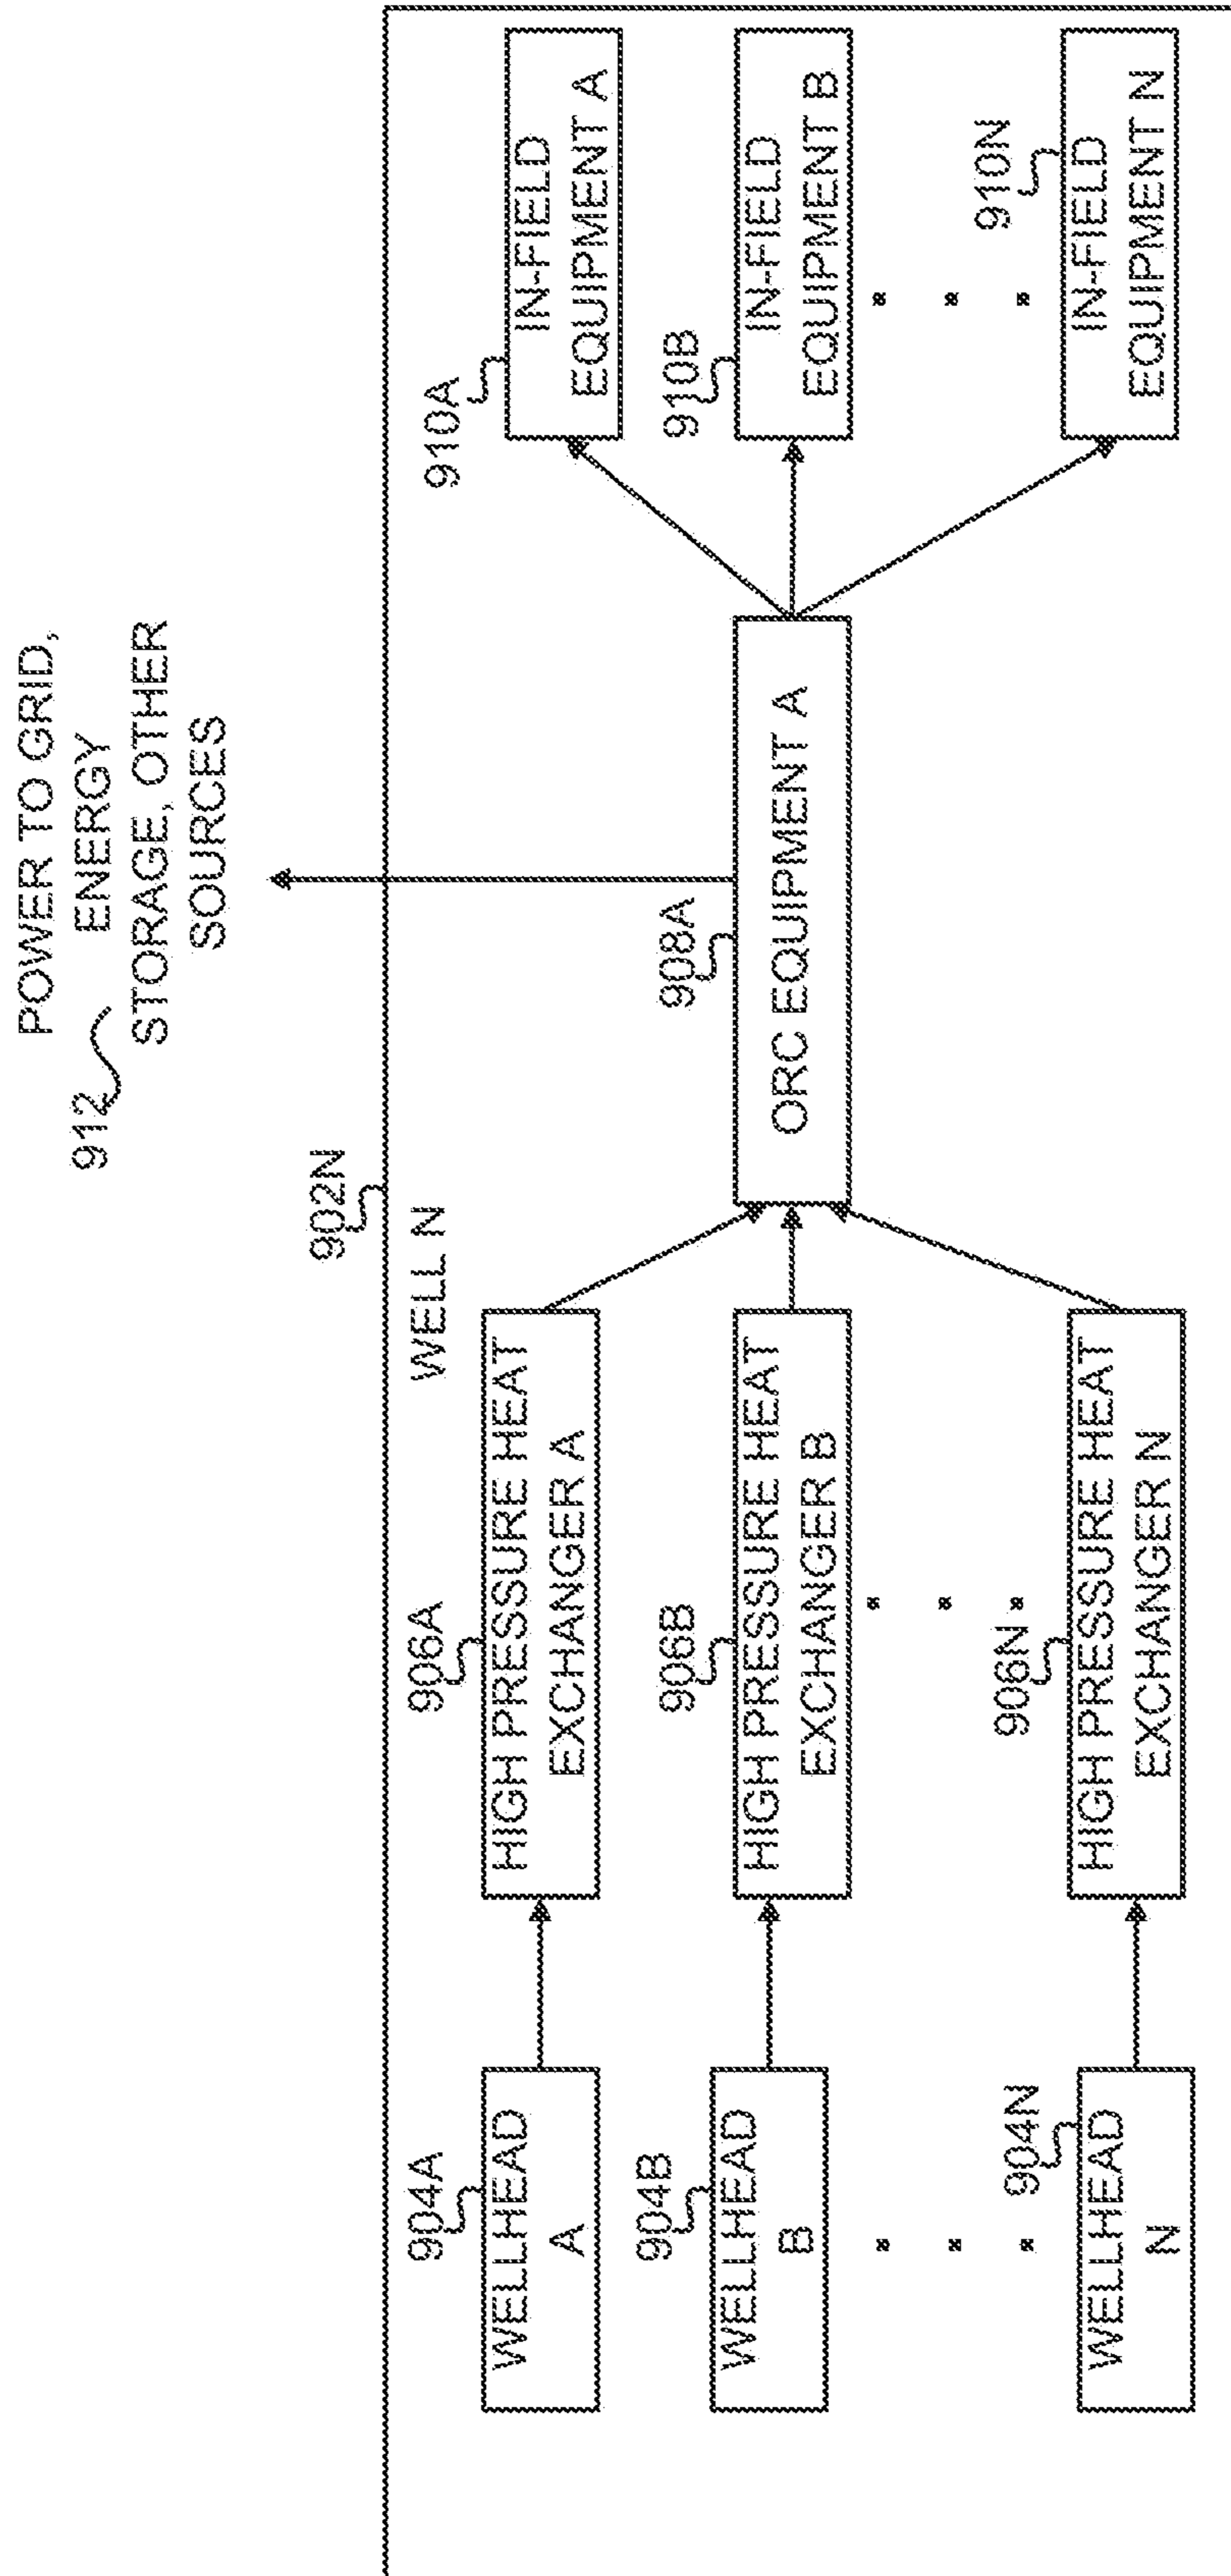 POWER TO GRID,
ENERGY
STORAGE, OTHER
SOURCES
912
902N
WELL N
904A
WELLHEAD
A
906A
HIGH PRESSURE HEAT
EXCHANGER A
910A
IN-FIELD
EQUIPMENT A
904B
WELLHEAD
B
906B
HIGH PRESSURE HEAT
EXCHANGER B
908A
ORC EQUIPMENT A
910B
IN-FIELD
EQUIPMENT B
904N
WELLHEAD
N
906N
HIGH PRESSURE HEAT
EXCHANGER N
910N
IN-FIELD
EQUIPMENT N